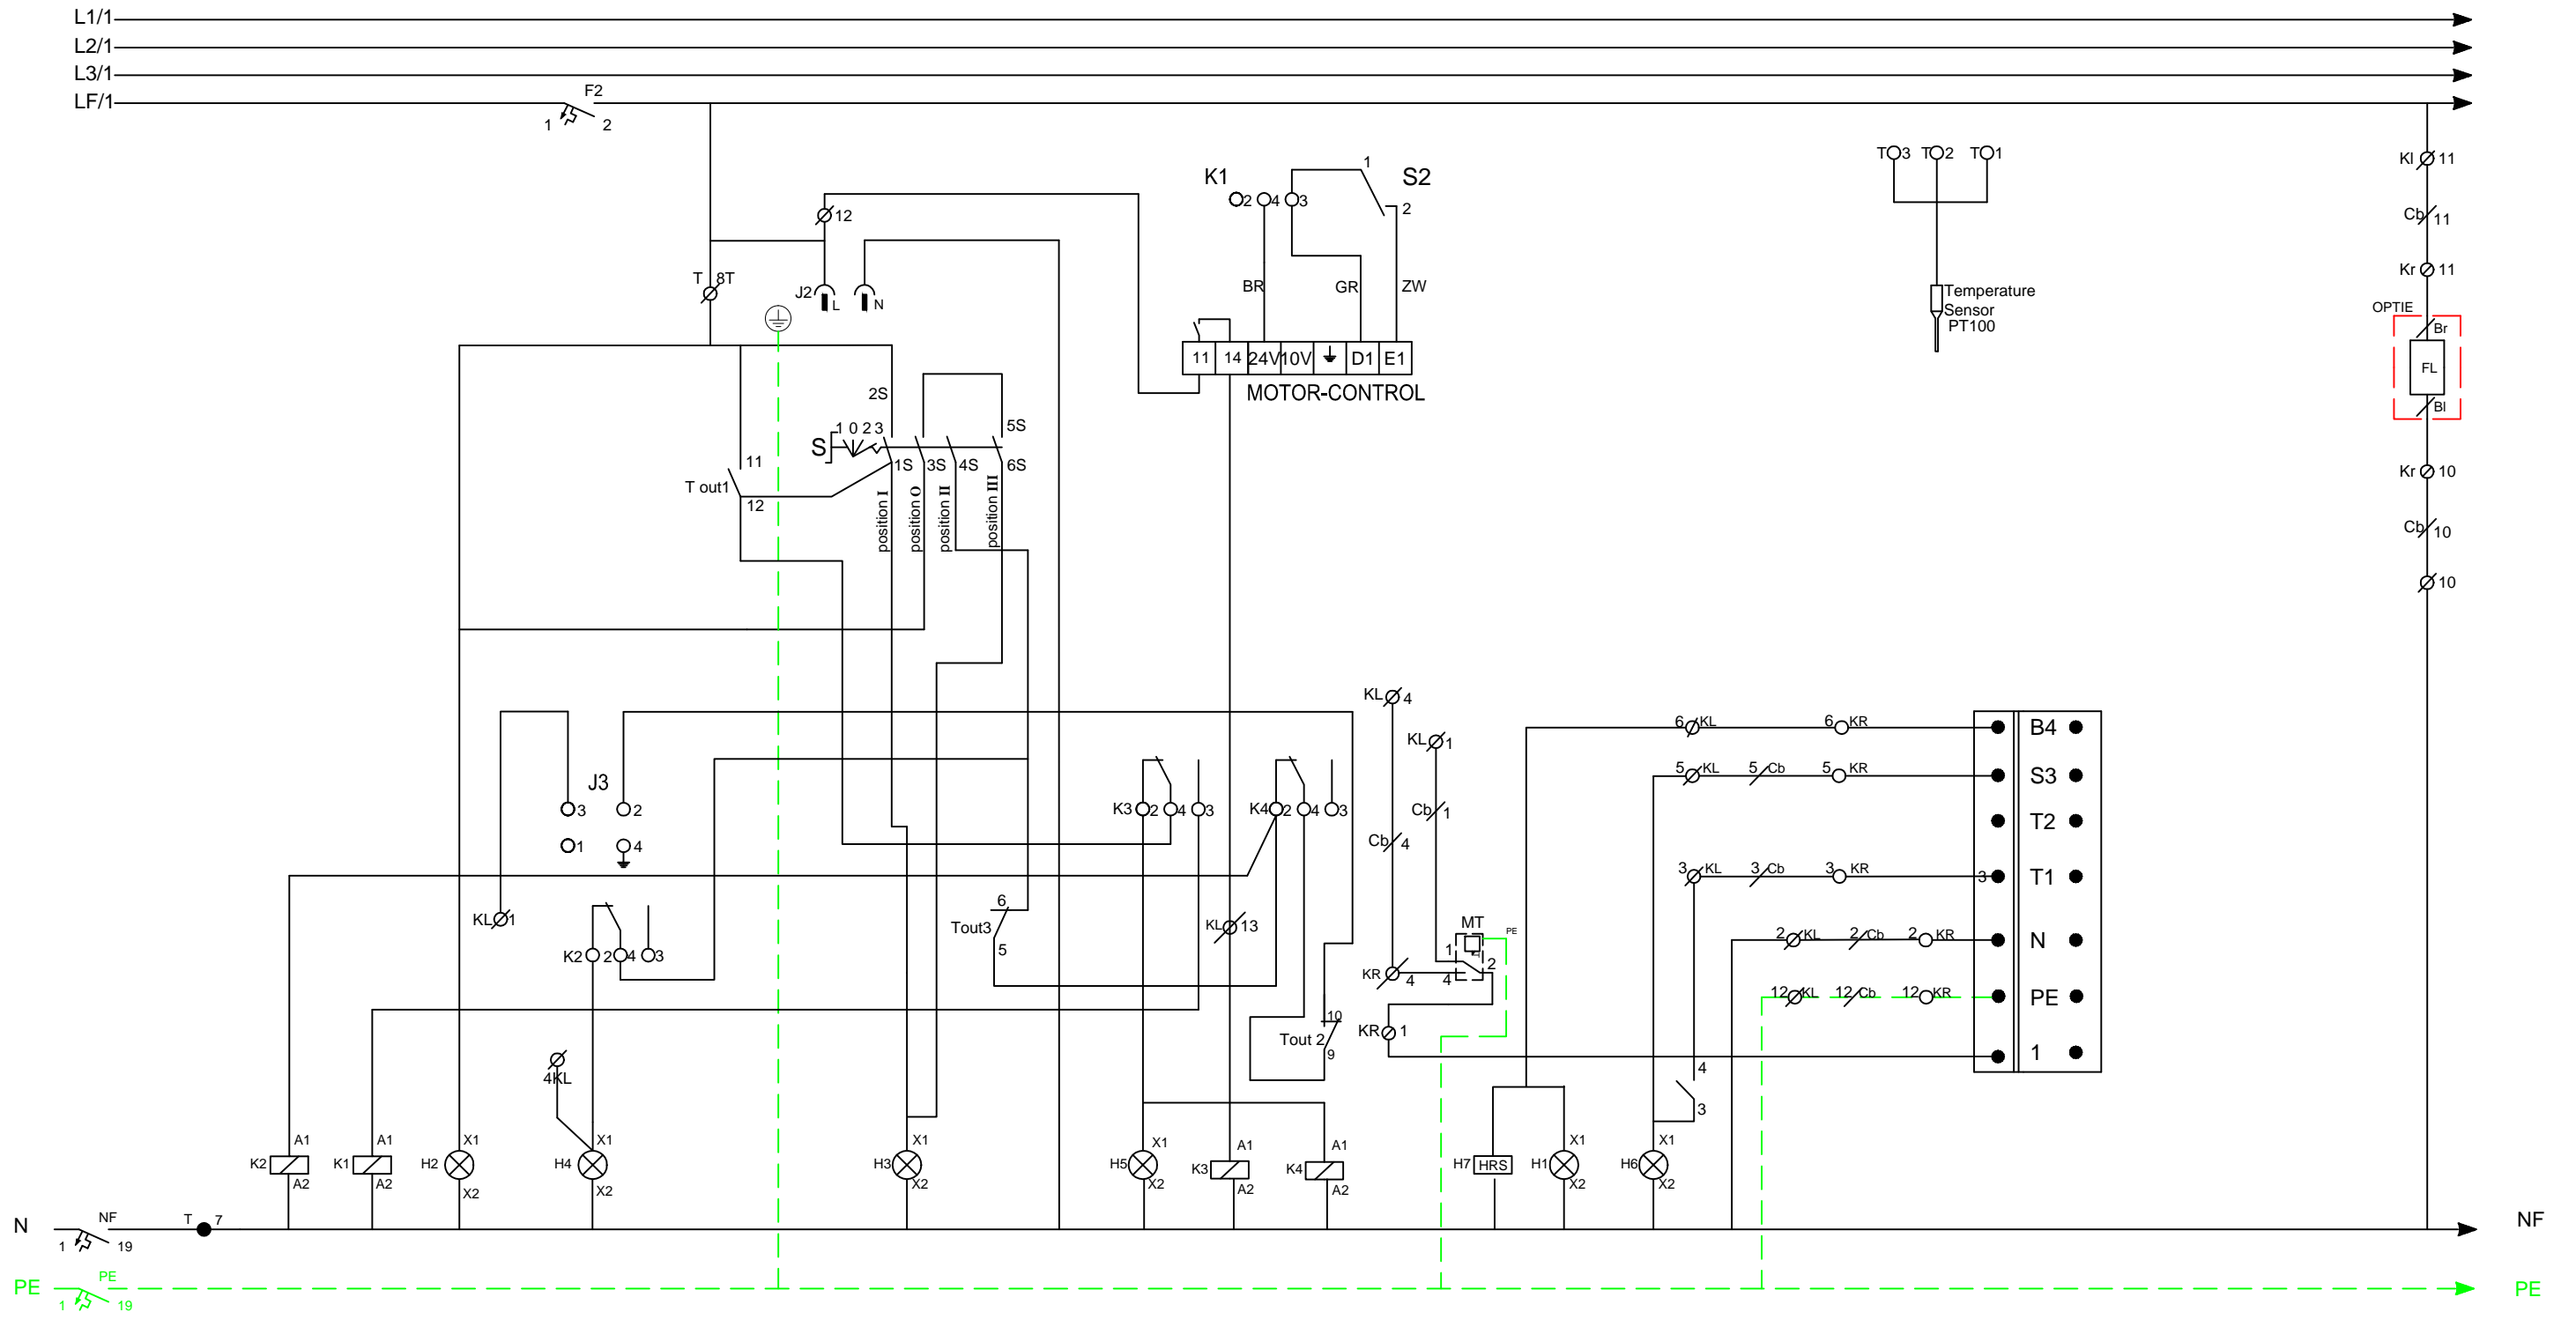 L1/1
L2/1
L3/1
LF/1
F2
1 2
K1
2 4 3
1
S2
2
T 3 T 2 T 1
Kl 11
Cb 11
Kr 11
12
T 8T
J2 L N
BR GR ZW
Temperature
Sensor
PT100
OPTIE
Br
FL
Bl
11 14 24V 10V D1 E1
MOTOR-CONTROL
2S
5S
S 1 0 2 3
1S 3S 4S 6S
11
T out1
12
position I
position O
position II
position III
Kr 10
Cb 10
10
KL 4
KL 1
6 KL 6 KR B4
5 KL 5 Cb 5 KR S3
T2
3 KL 3 Cb 3 KR 3 T1
2 KL 2 Cb 2 KR N
12 KL 12 Cb 12 KR PE
1
J3
3 2
1 4
K3 2 4 3
K4 2 4 3
Cb 1
Cb 4
KL 1
6
Tout3
5
KL 13
MT
PE
1
2
4
KR 4
K2 2 4 3
10
Tout 2
9
KR 1
4KL
4
3
A1 A1 X1 X1 X1 X1 A1 A1 X1 X1
K2 K1 H2 H4 H3 H5 K3 K4 H7 HRS H1 H6
A2 A2 X2 X2 X2 X2 A2 A2 X2 X2
N NF T 7 NF
1 19
PE PE PE
1 19